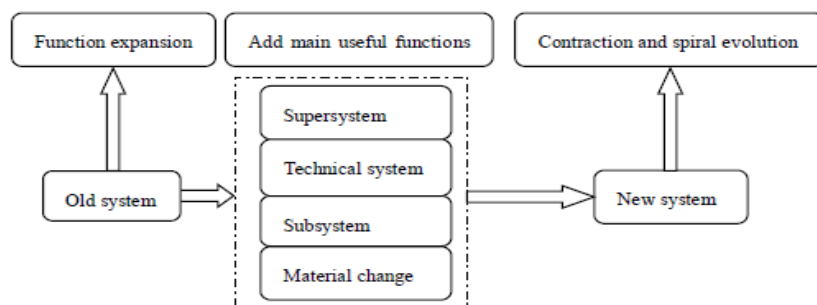 Function expansion
Add main useful functions
Contraction and spiral evolution
Supersystem
Technical system
Old system
New system
Subsystem
Material change